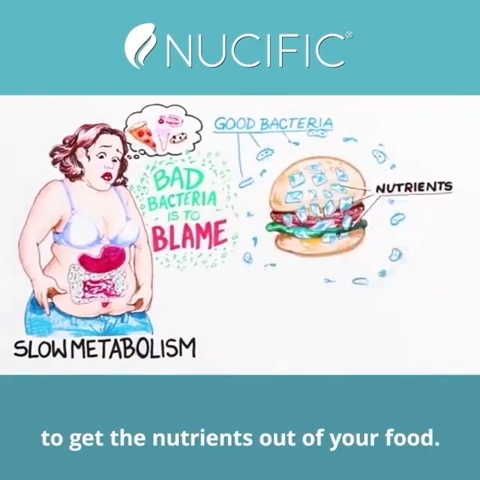 NUCIFIC®
GOOD BACTERIA
BAD
BACTERIA
IS TO
BLAME
NUTRIENTS
SLOW METABOLISM
to get the nutrients out of your food.